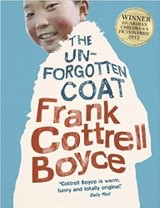 WINNER
GUARDIAN
CHILDREN'S
FICTION PRIZE
2012
THE
UN-
FORGOTTEN
COAT
Frank
Cottrell
Boyce
"Cottrell Boyce is warm,
funny and totally original."
Daily Mail